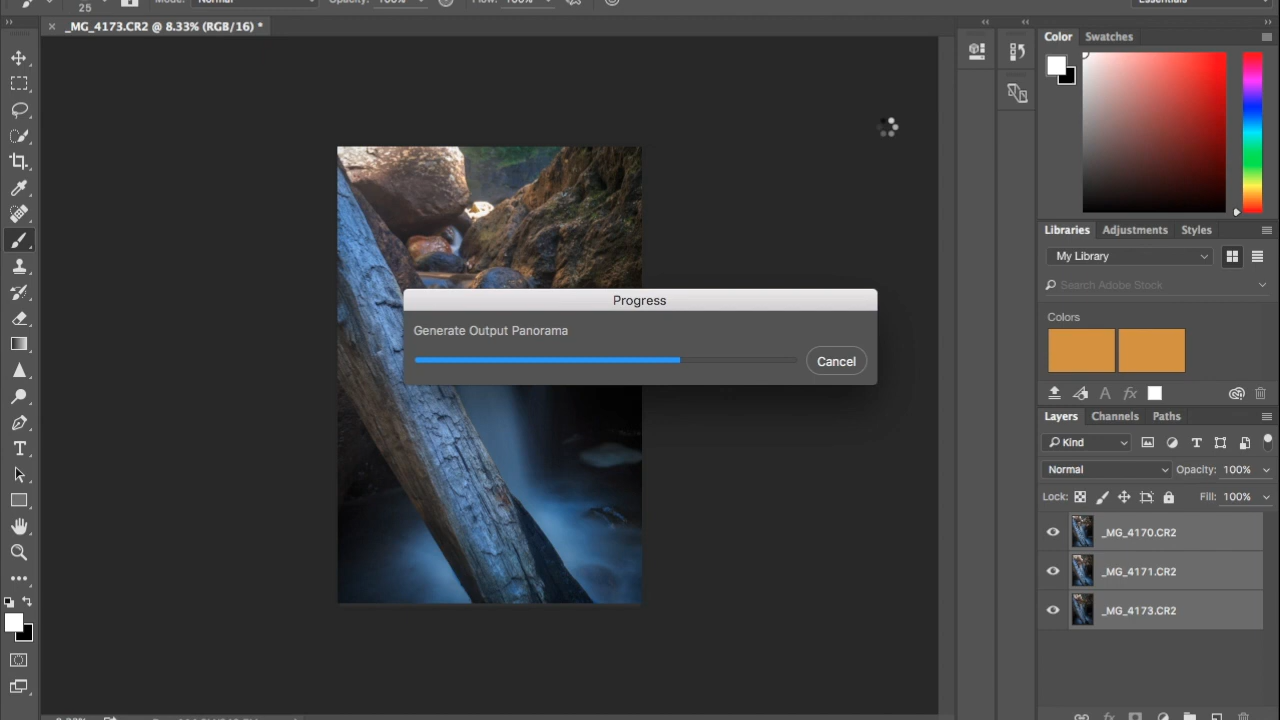 25 Mode: Normal Opacity: 100% Flow: 100% Essentials
_MG_4173.CR2 @ 8.33% (RGB/16) *
Color Swatches
Libraries Adjustments Styles
My Library
Search Adobe Stock
Colors
Progress
Generate Output Panorama
Cancel
Layers Channels Paths
Kind
Normal Opacity: 100%
Lock: Fill: 100%
_MG_4170.CR2
_MG_4171.CR2
_MG_4173.CR2